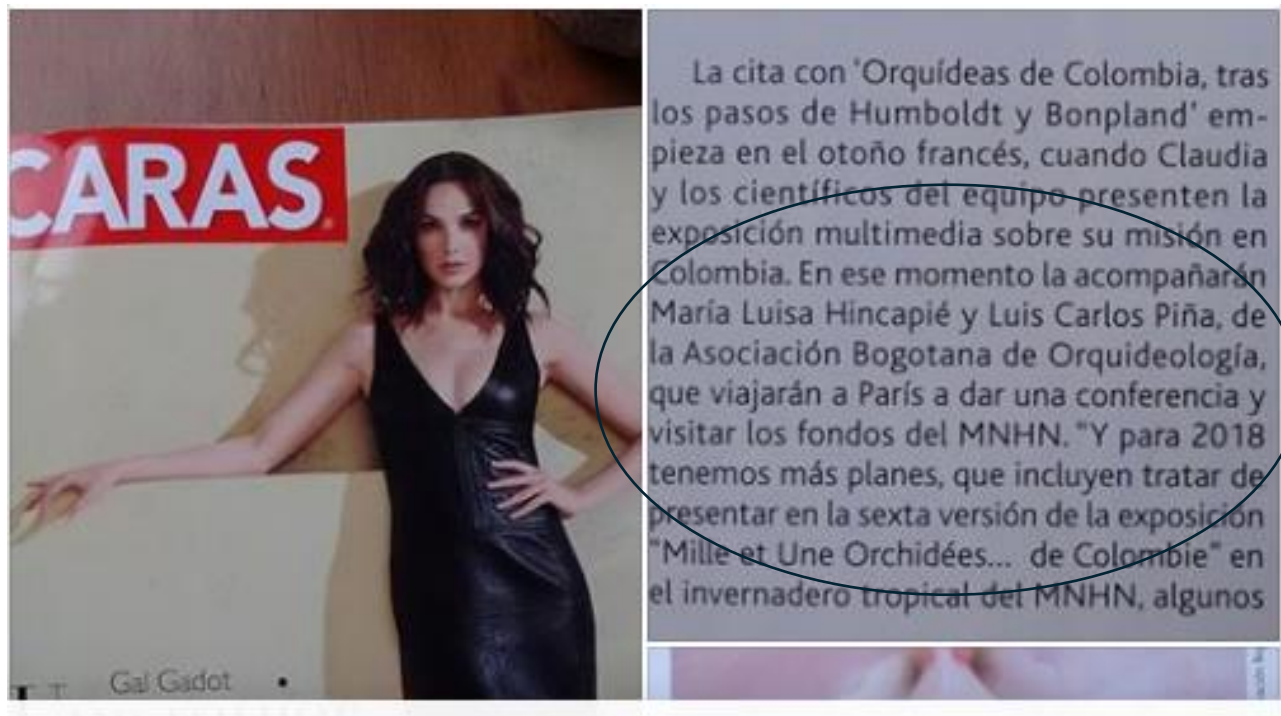 CARAS
Gal Gadot
La cita con 'Orquídeas de Colombia, tras
los pasos de Humboldt y Bonpland' em-
pieza en el otoño francés, cuando Claudia
y los científicos del equipo presenten la
exposición multimedia sobre su misión en
Colombia. En ese momento la acompañarán
María Luisa Hincapié y Luis Carlos Piña, de
la Asociación Bogotana de Orquideología,
que viajarán a París a dar una conferencia y
visitar los fondos del MNHN. "Y para 2018
tenemos más planes, que incluyen tratar de
presentar en la sexta versión de la exposición
"Mille et Une Orchidées... de Colombie" en
el invernadero tropical del MNHN, algunos